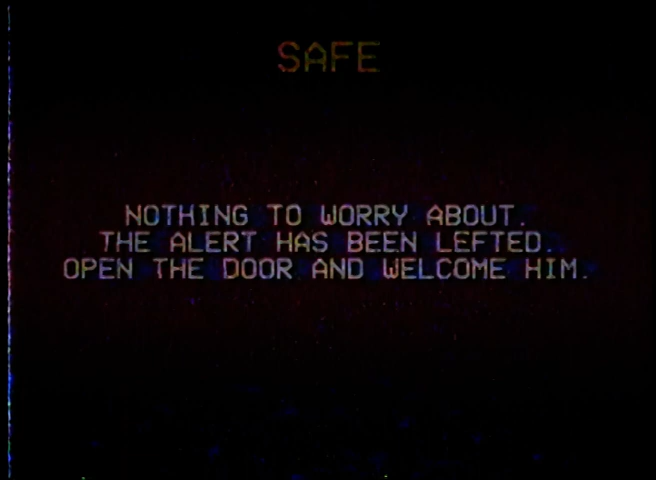 SAFE
NOTHING TO WORRY ABOUT.
THE ALERT HAS BEEN LEFTED.
OPEN THE DOOR AND WELCOME HIM.